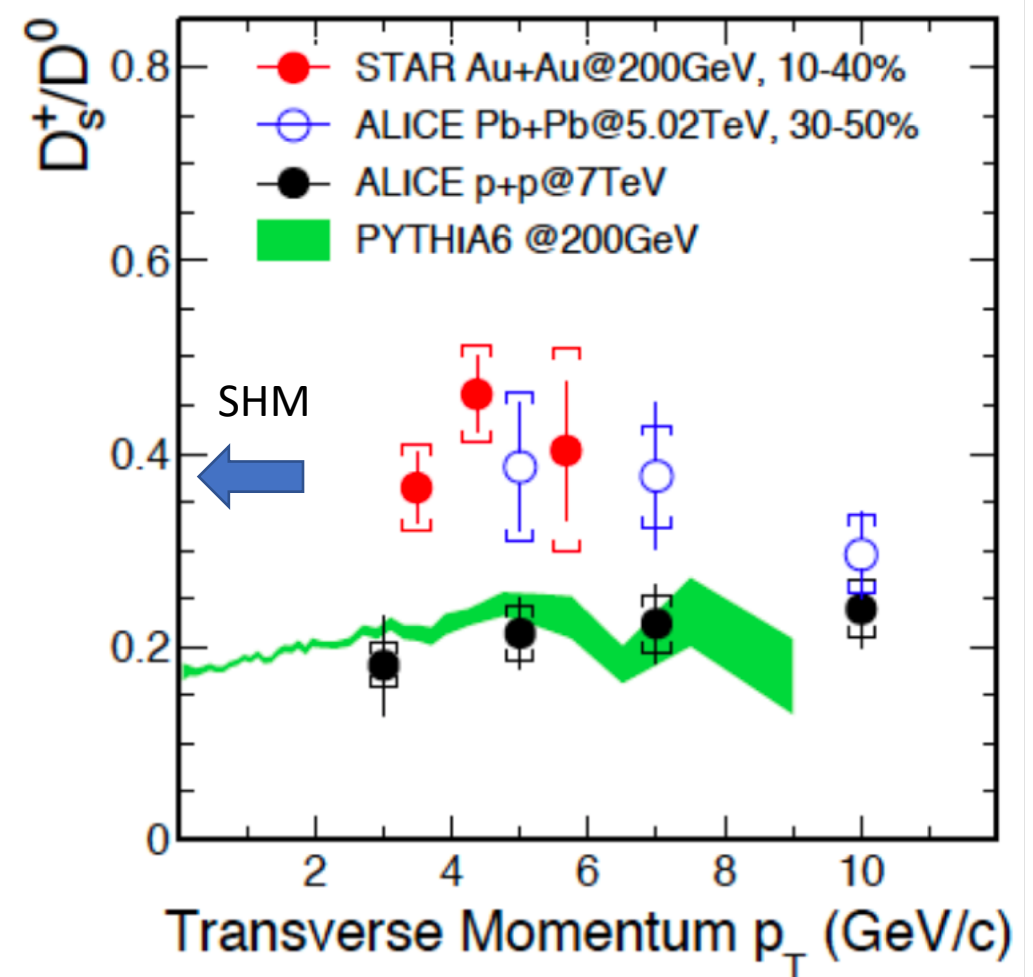 D_s^+/D^0
0.8
0.6
0.4
0.2
0
STAR Au+Au@200GeV, 10-40%
ALICE Pb+Pb@5.02TeV, 30-50%
ALICE p+p@7TeV
PYTHIA6 @200GeV
SHM
2 4 6 8 10
Transverse Momentum p_T (GeV/c)